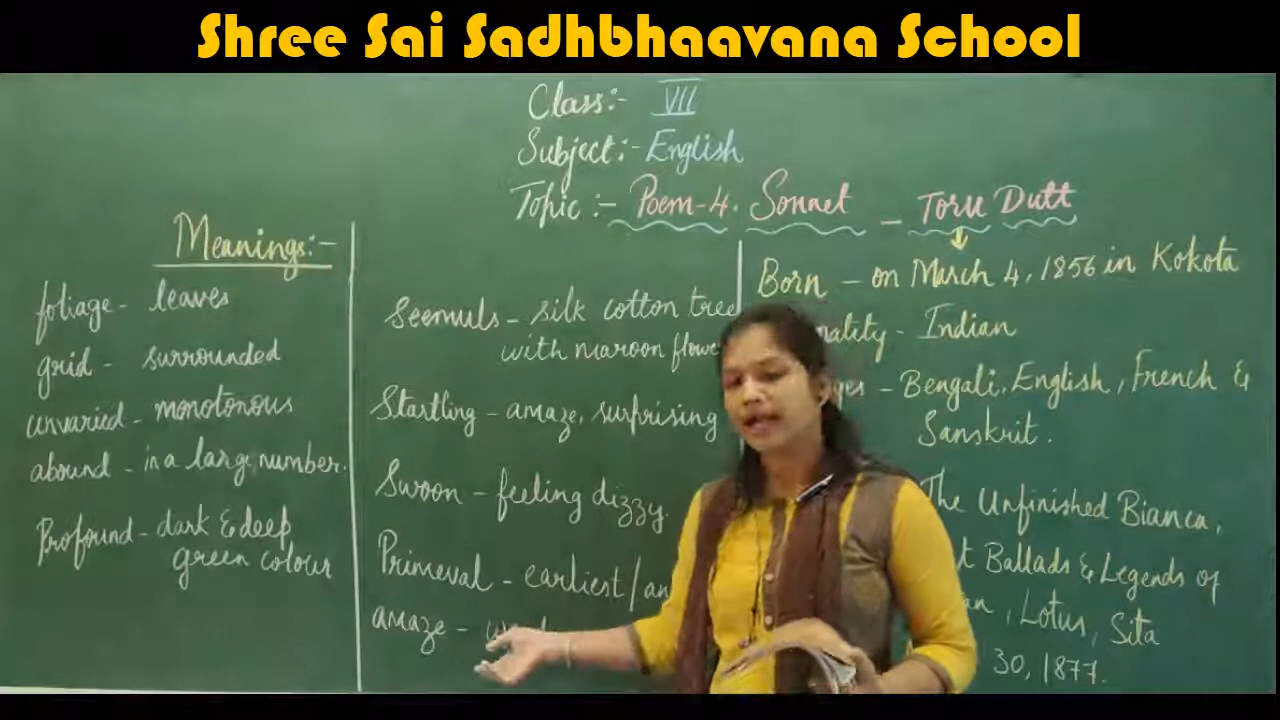 Shree Sai Sadhbhaavana School
Class:- VII
Subject:- English
Topic:- Poem-4. Sonnet - Toru Dutt
Meanings:-
foliage - leaves
grid - surrounded
unvaried - monotonous
abound - in a large number.
Profound - dark & deep
green colour
Seemuls - silk cotton tree
with maroon flowe
Startling - amaze, surprising
Swoon - feeling dizzy.
Primeval - earliest/an
amaze -
Born - on March 4, 1856 in Kokota
nality - Indian
ges - Bengali, English, French &
Sanskrit.
The Unfinished Bianca,
t Ballads & Legends of
an, Lotus, Sita
30, 1877.